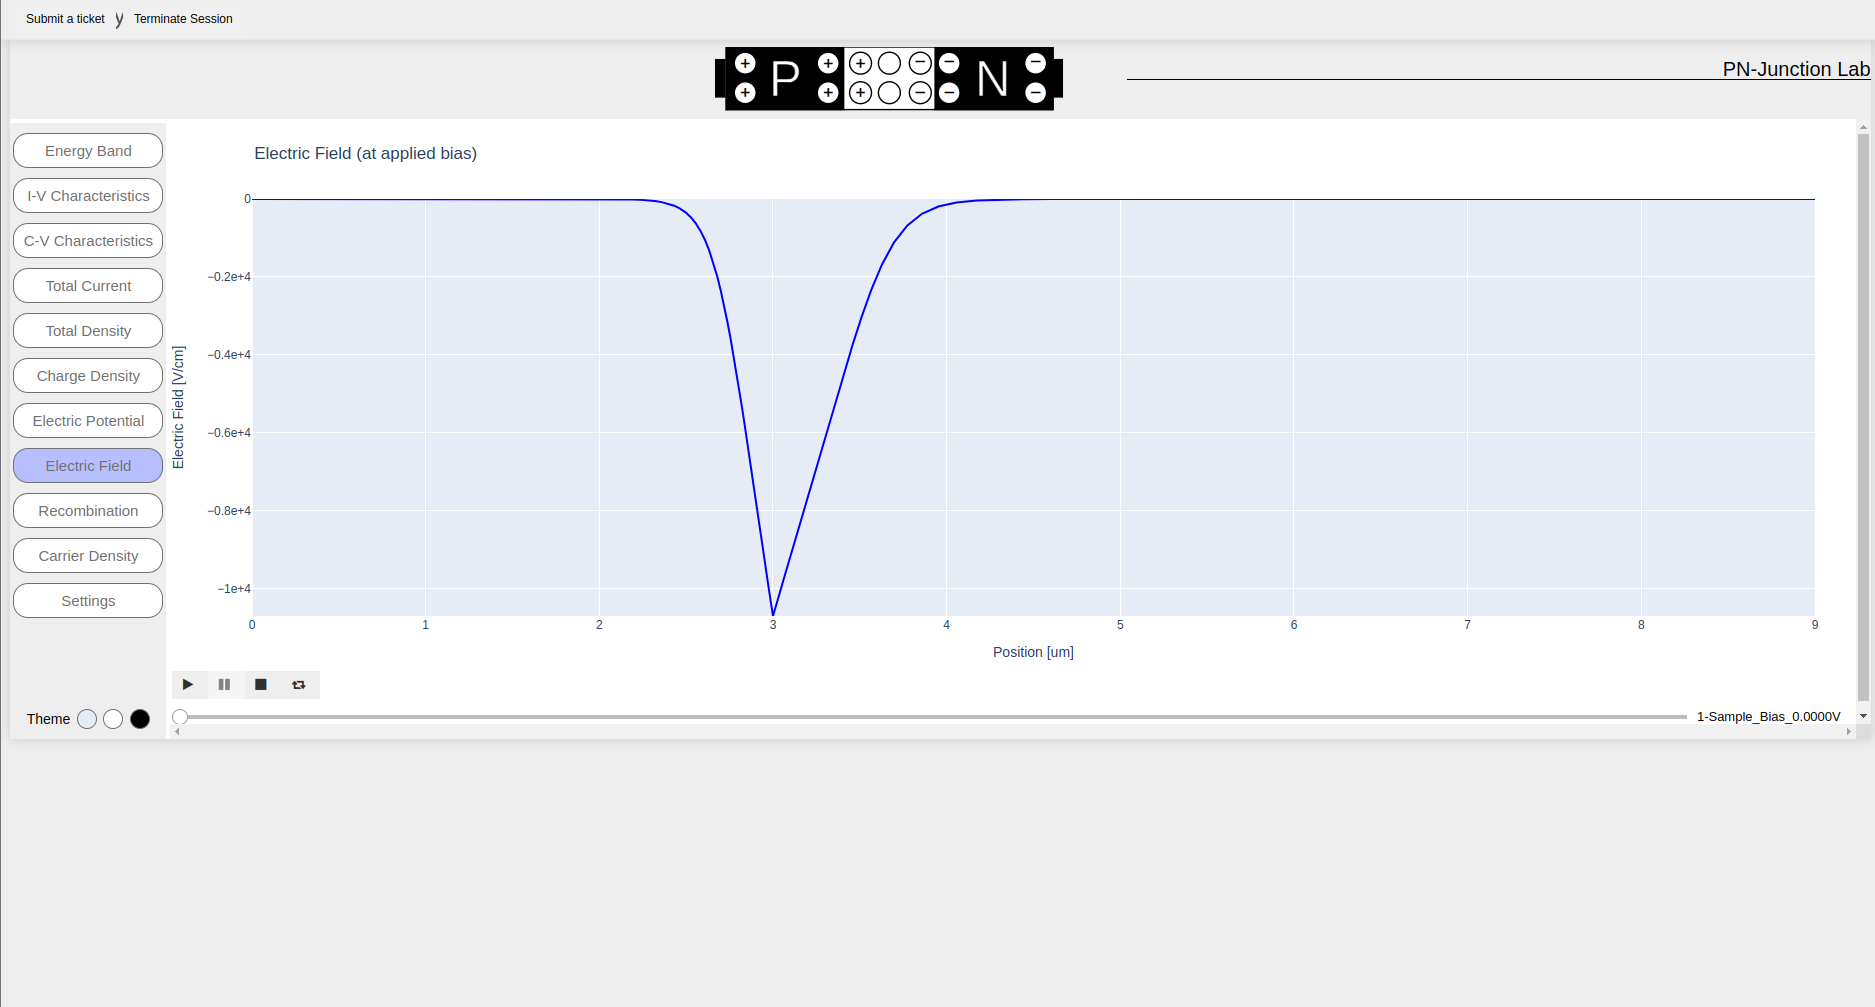 Submit a ticket
Terminate Session
P
N
PN-Junction Lab
Energy Band
I-V Characteristics
C-V Characteristics
Total Current
Total Density
Charge Density
Electric Potential
Electric Field
Recombination
Carrier Density
Settings
Theme
Electric Field (at applied bias)
0
−0.2e+4
−0.4e+4
−0.6e+4
−0.8e+4
−1e+4
Electric Field [V/cm]
0 1 2 3 4 5 6 7 8 9
Position [um]
1-Sample_Bias_0.0000V